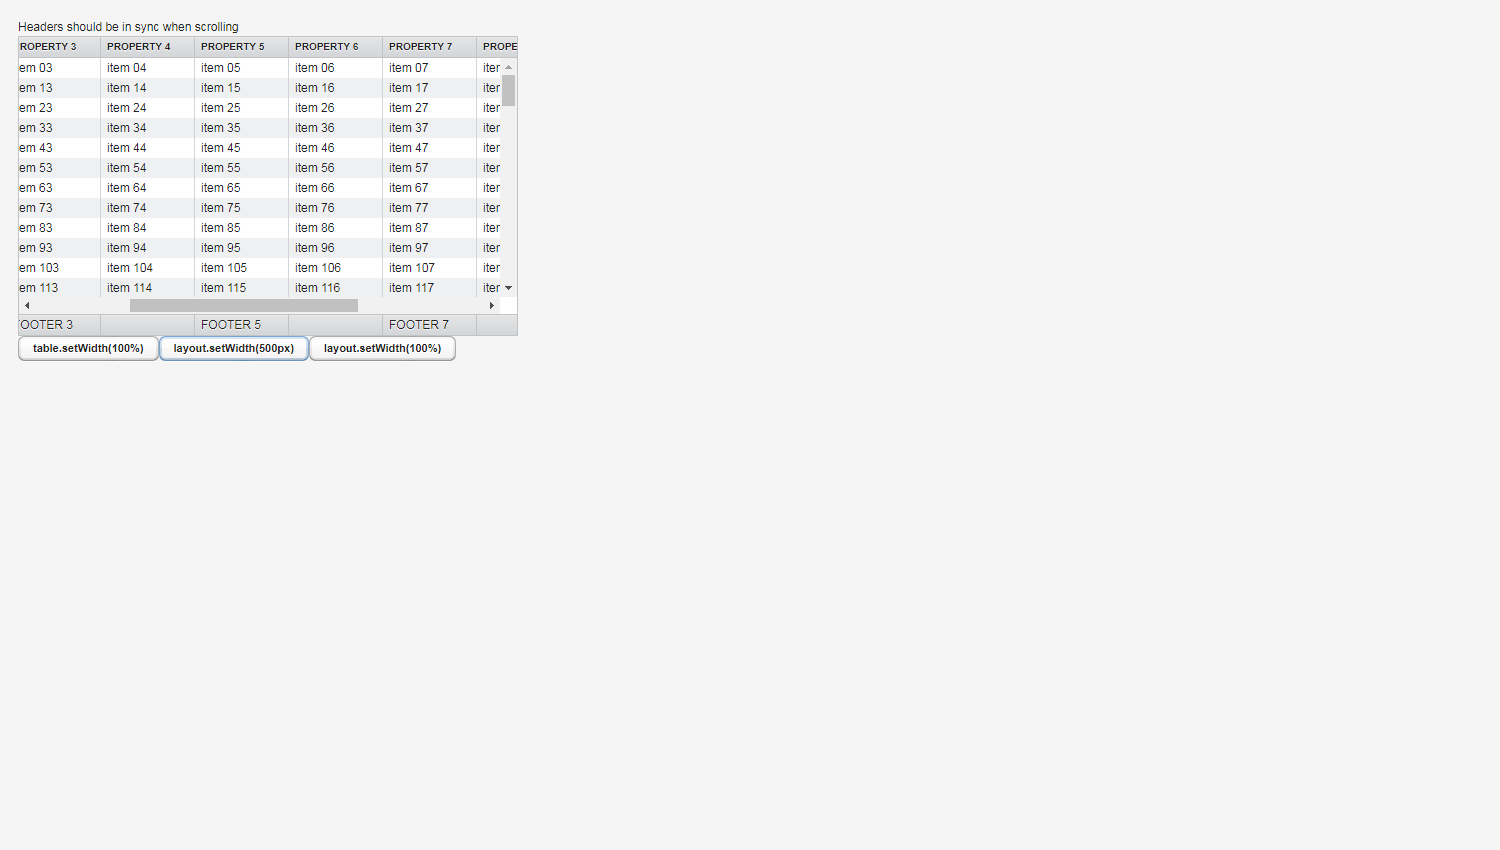 Headers should be in sync when scrolling
ROPERTY 3 PROPERTY 4 PROPERTY 5 PROPERTY 6 PROPERTY 7 PROPE
em 03 item 04 item 05 item 06 item 07 iter
em 13 item 14 item 15 item 16 item 17 iter
em 23 item 24 item 25 item 26 item 27 iter
em 33 item 34 item 35 item 36 item 37 iter
em 43 item 44 item 45 item 46 item 47 iter
em 53 item 54 item 55 item 56 item 57 iter
em 63 item 64 item 65 item 66 item 67 iter
em 73 item 74 item 75 item 76 item 77 iter
em 83 item 84 item 85 item 86 item 87 iter
em 93 item 94 item 95 item 96 item 97 iter
em 103 item 104 item 105 item 106 item 107 iter
em 113 item 114 item 115 item 116 item 117 iter
OOTER 3 FOOTER 5 FOOTER 7
table.setWidth(100%) layout.setWidth(500px) layout.setWidth(100%)